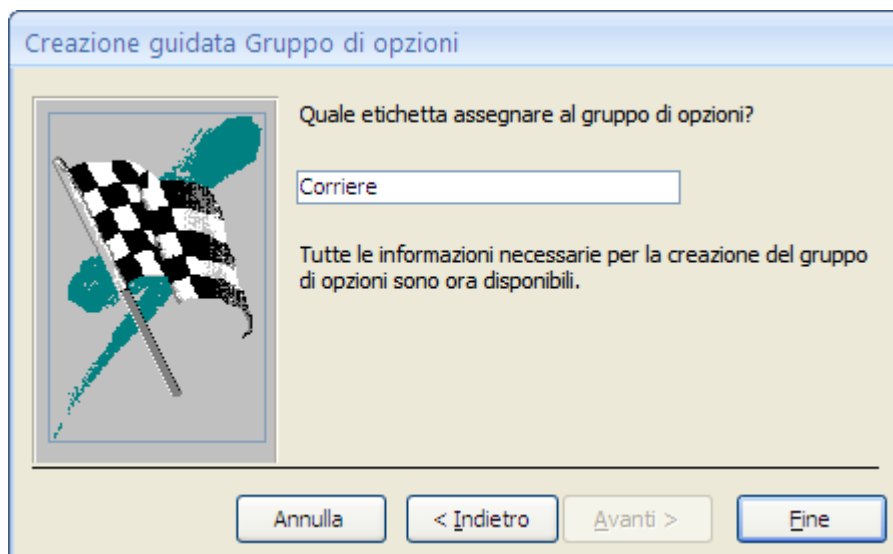 Creazione guidata Gruppo di opzioni
Quale etichetta assegnare al gruppo di opzioni?
Corriere
Tutte le informazioni necessarie per la creazione del gruppo
di opzioni sono ora disponibili.
Annulla
< Indietro
Avanti >
Fine